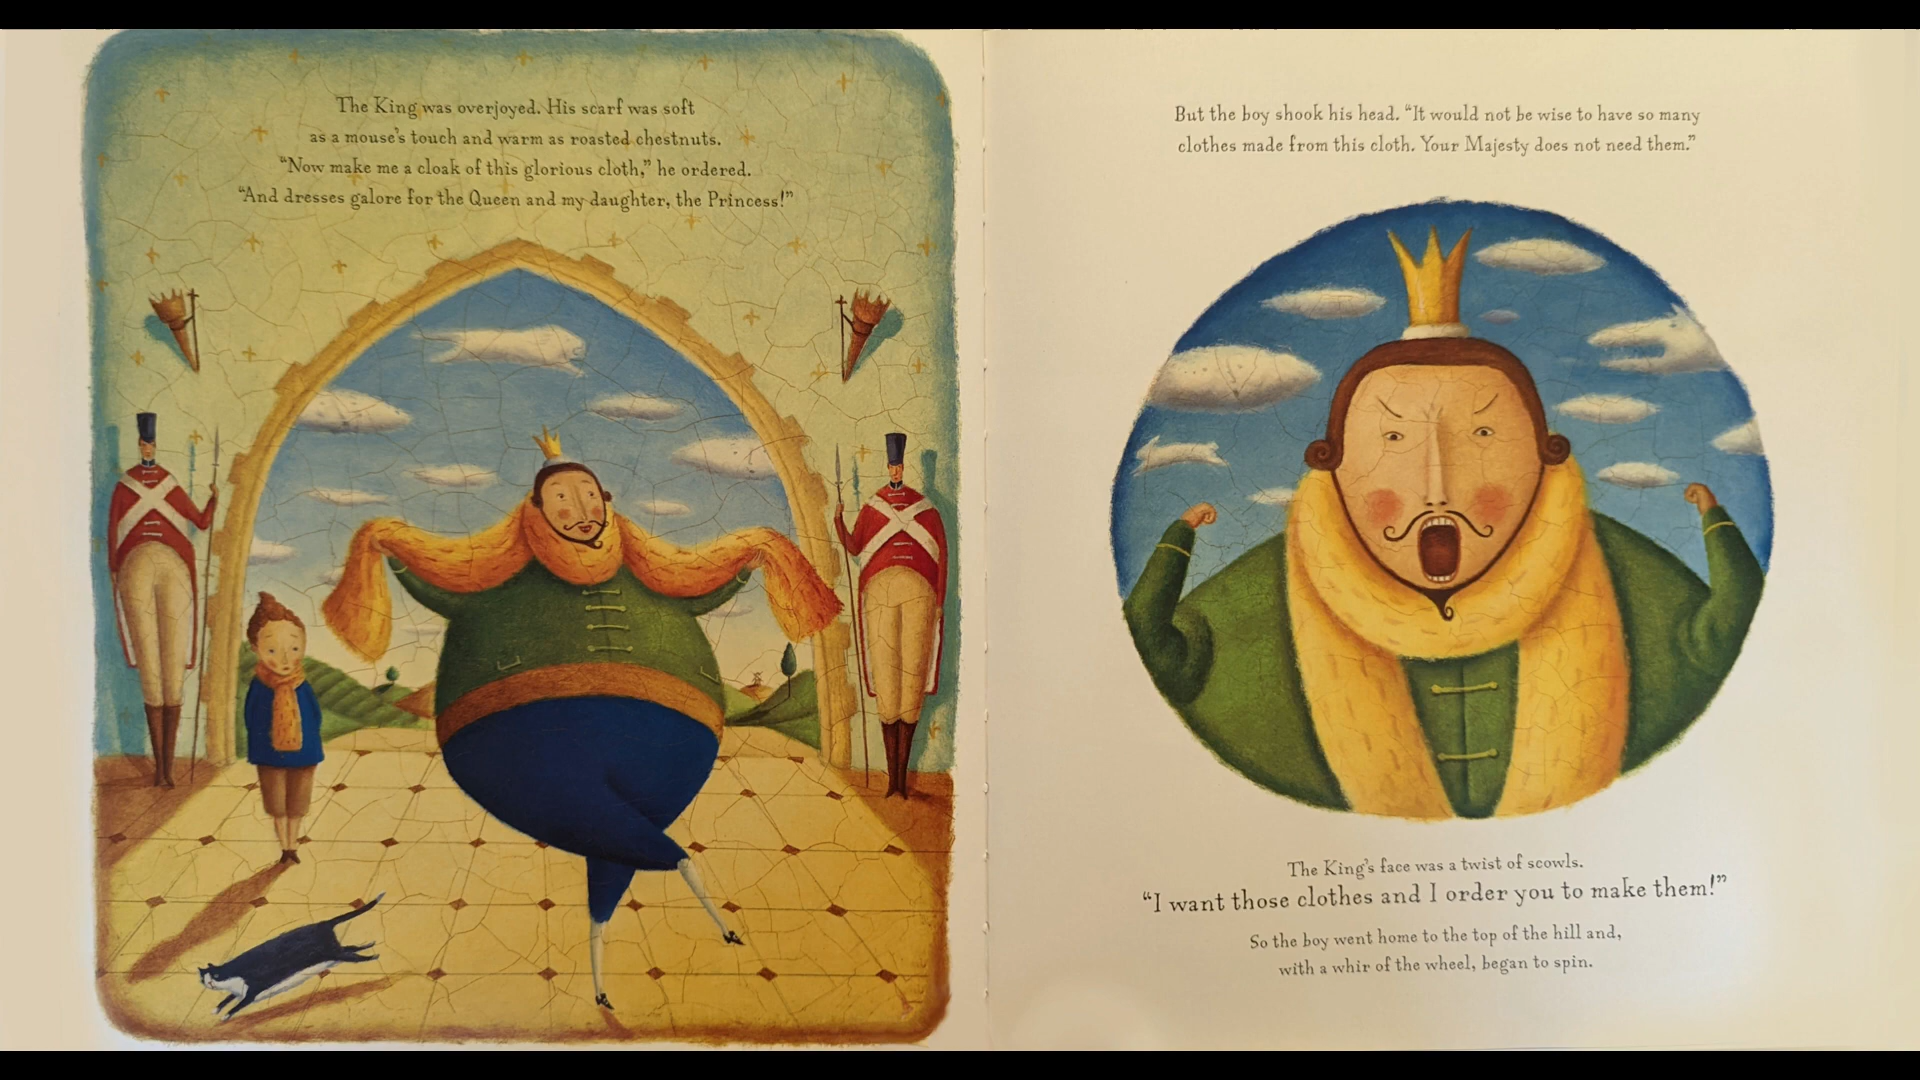 The King was overjoyed. His scarf was soft
as a mouse's touch and warm as roasted chestnuts.
“Now make me a cloak of this glorious cloth,” he ordered.
“And dresses galore for the Queen and my daughter, the Princess!”
But the boy shook his head. “It would not be wise to have so many
clothes made from this cloth. Your Majesty does not need them.”
The King's face was a twist of scowls.
“I want those clothes and I order you to make them!”
So the boy went home to the top of the hill and,
with a whir of the wheel, began to spin.